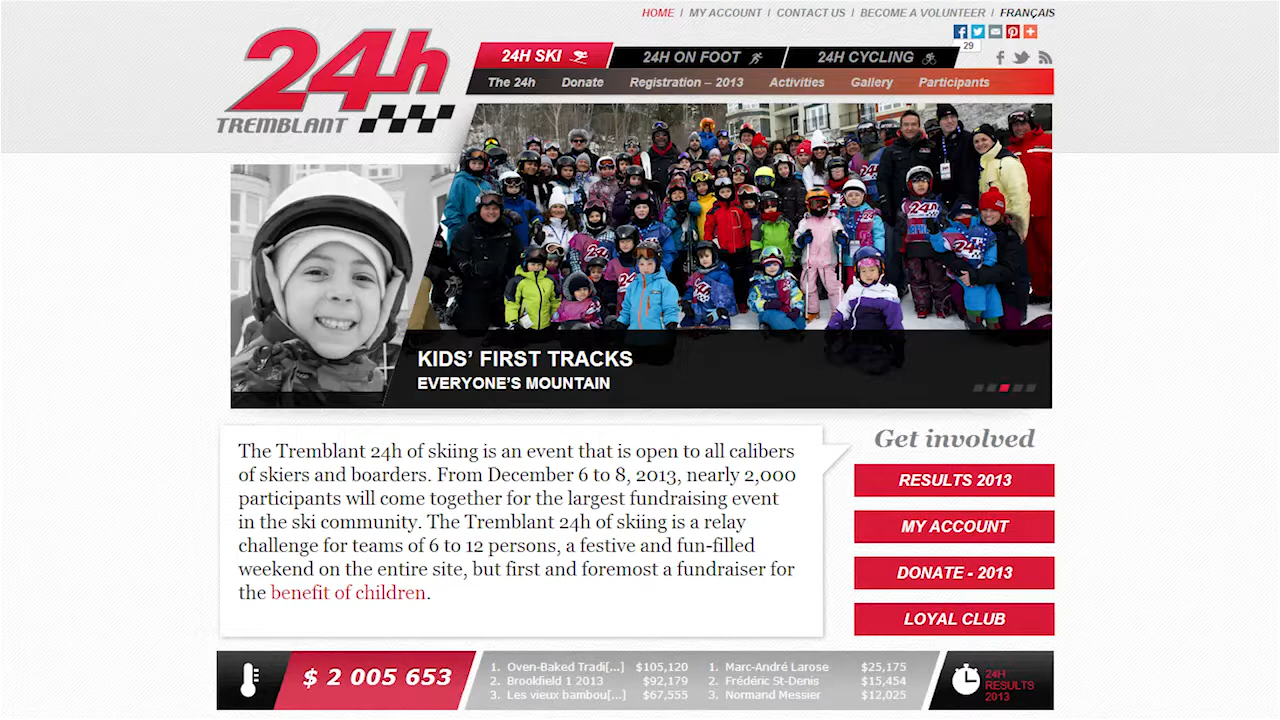 HOME / MY ACCOUNT / CONTACT US / BECOME A VOLUNTEER / FRANÇAIS
29
24h
TREMBLANT
24H SKI 24H ON FOOT 24H CYCLING
The 24h Donate Registration – 2013 Activities Gallery Participants
KIDS’ FIRST TRACKS
EVERYONE’S MOUNTAIN
The Tremblant 24h of skiing is an event that is open to all calibers
of skiers and boarders. From December 6 to 8, 2013, nearly 2,000
participants will come together for the largest fundraising event
in the ski community. The Tremblant 24h of skiing is a relay
challenge for teams of 6 to 12 persons, a festive and fun-filled
weekend on the entire site, but first and foremost a fundraiser for
the benefit of children.
Get involved
RESULTS 2013
MY ACCOUNT
DONATE - 2013
LOYAL CLUB
$ 2 005 653
1. Oven-Baked Tradi[...] $105,120
2. Brookfield 1 2013 $92,179
3. Les vieux bambou[...] $67,555
1. Marc-André Larose $25,175
2. Frédéric St-Denis $15,454
3. Normand Messier $12,025
24H
RESULTS
2013